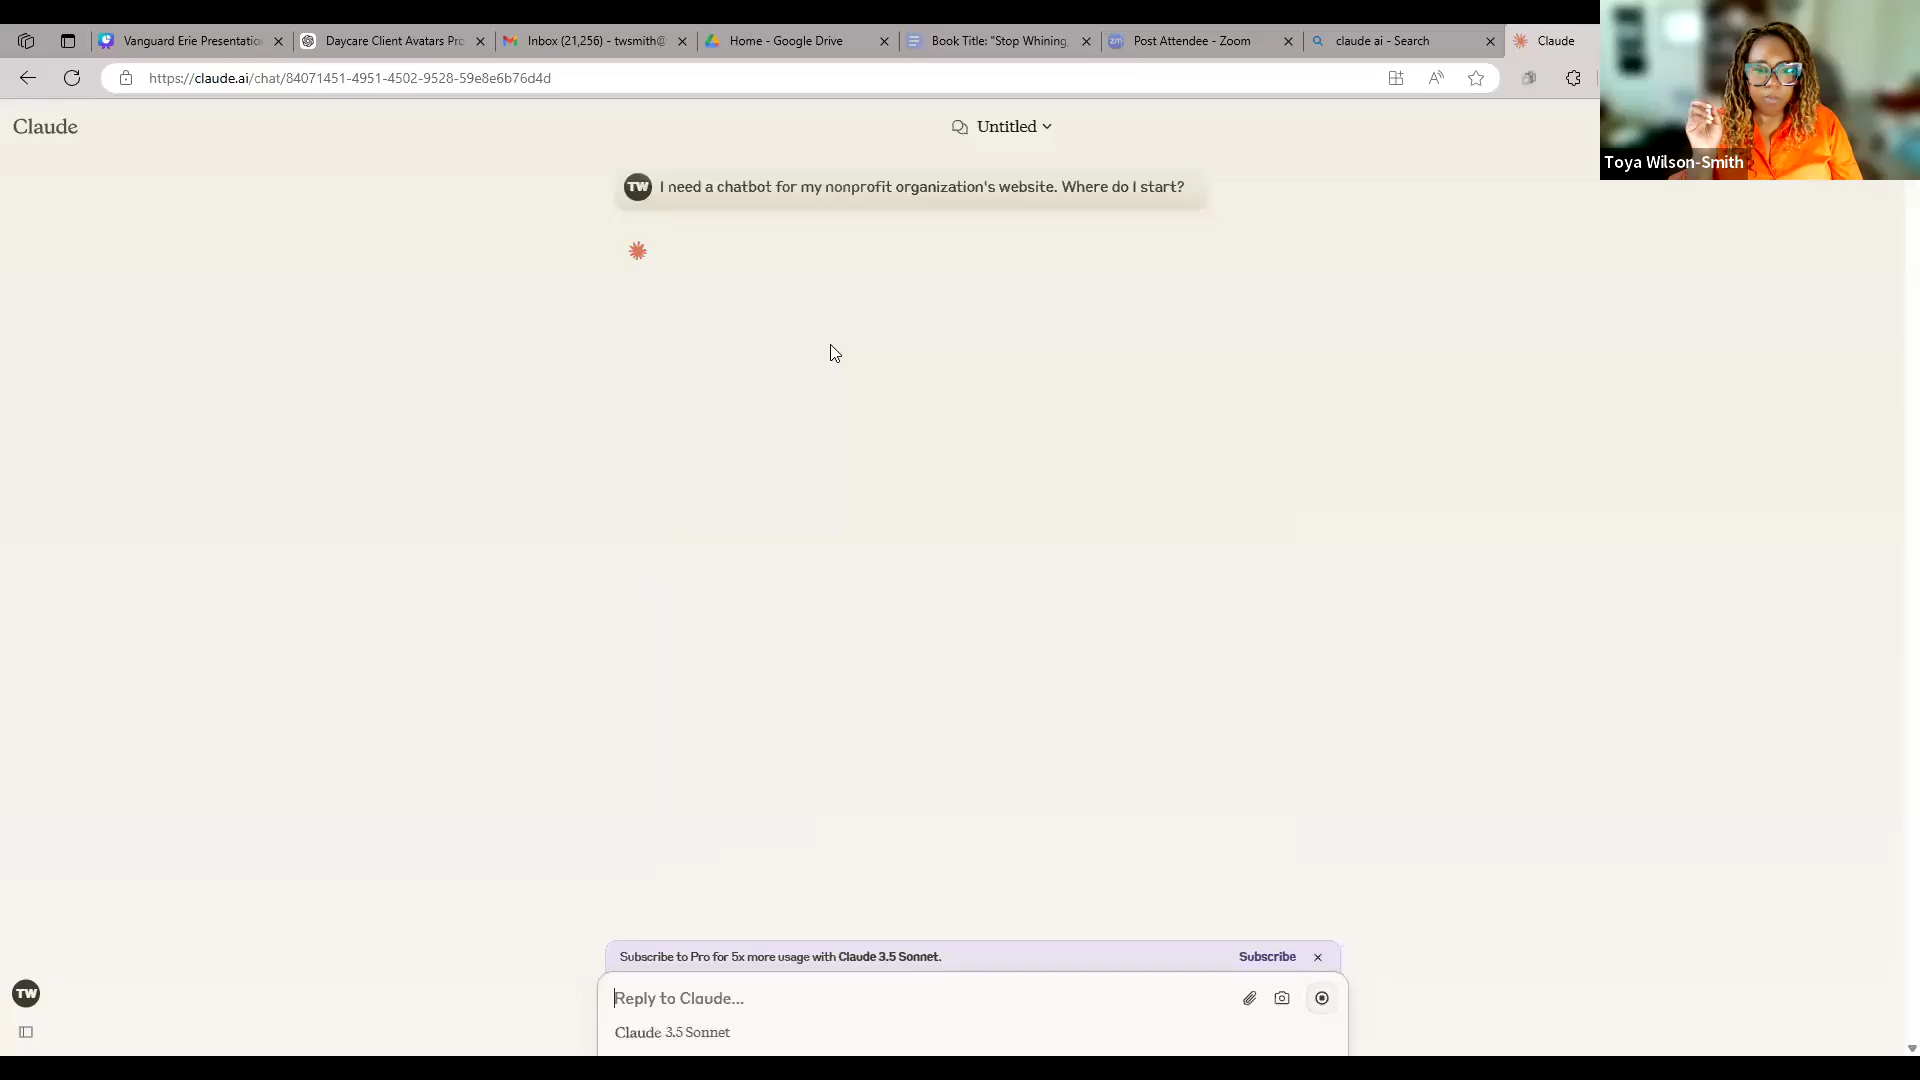 Vanguard Erie Presentatio
Daycare Client Avatars Pro
Inbox (21,256) - twsmith@
Home - Google Drive
Book Title: "Stop Whining,
Post Attendee - Zoom
claude ai - Search
Claude
https://claude.ai/chat/84071451-4951-4502-9528-59e8e6b76d4d
Toya Wilson-Smith
Claude
Untitled
TW I need a chatbot for my nonprofit organization's website. Where do I start?
Subscribe to Pro for 5x more usage with Claude 3.5 Sonnet.
Subscribe
TW
Reply to Claude...
Claude 3.5 Sonnet